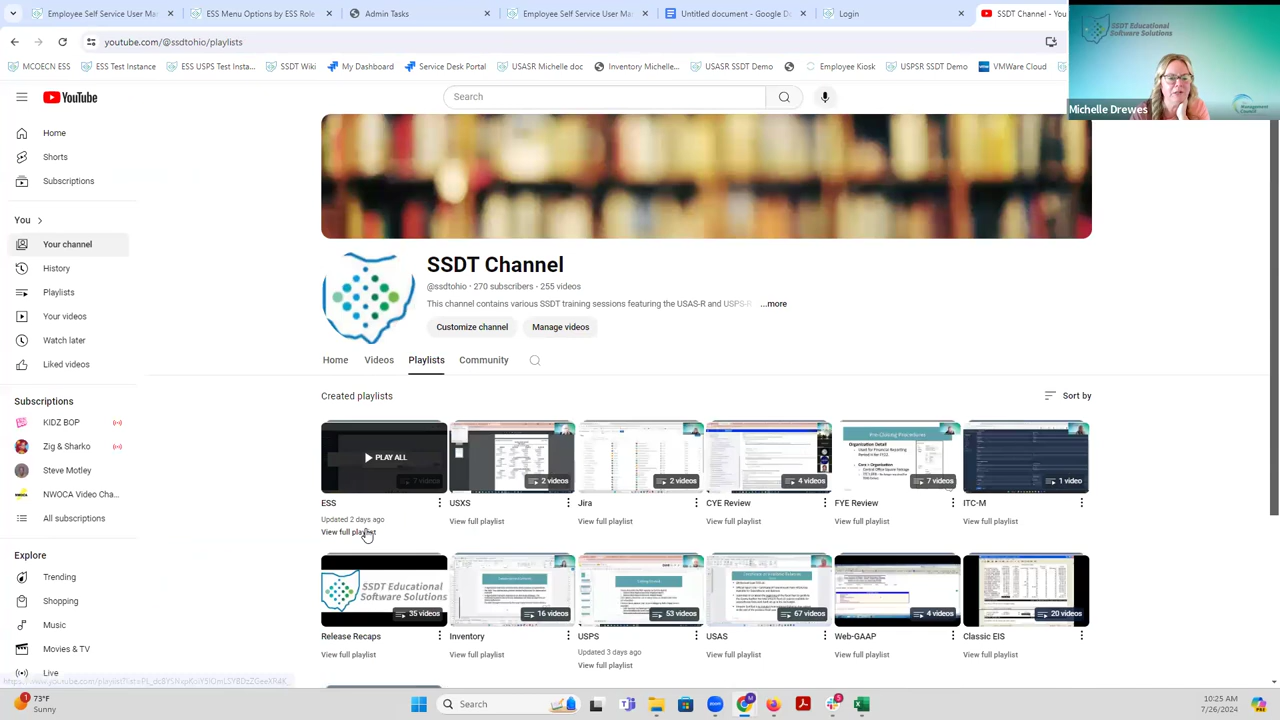 Employee Self Service User Ma
ESS Menu Options
Admin Tasks
Employee Self Service User Ma
Untitled document - Google Do
Login
SSDT Channel - You
youtube.com/@ssdtohio/playlists
MCOECN ESS
ESS Test Instance
ESS USPS Test Insta...
SSDT Wiki
My Dashboard
Service Desk
USASR Michelle doc
Inventory Michelle...
USASR SSDT Demo
Employee Kiosk
USPSR SSDT Demo
VMWare Cloud
SSDT Educational
Software Solutions
Michelle Drewes
Management
Council
YouTube
Search
Home
Shorts
Subscriptions
You
Your channel
History
Playlists
Your videos
Watch later
Liked videos
Subscriptions
KIDZ BOP
Zig & Sharko
Steve Motley
NWOCA Video Cha...
All subscriptions
Explore
Trending
Shopping
Music
Movies & TV
Live
SSDT Channel
@ssdtohio • 270 subscribers • 255 videos
This channel contains various SSDT training sessions featuring the USAS-R and USPS-R ...more
Customize channel
Manage videos
Home
Videos
Playlists
Community
Created playlists
Sort by
PLAY ALL
7 videos
2 videos
2 videos
4 videos
Pre-Closing Procedures
7 videos
1 video
ESS
USXS
Jira
CYE Review
FYE Review
ITC-M
Updated 2 days ago
View full playlist
View full playlist
View full playlist
View full playlist
View full playlist
View full playlist
SSDT Educational
Software Solutions
35 videos
16 videos
53 videos
67 videos
4 videos
20 videos
Release Recaps
Inventory
USPS
USAS
Web-GAAP
Classic EIS
View full playlist
View full playlist
Updated 3 days ago
View full playlist
View full playlist
View full playlist
View full playlist
73°F
Sunny
Search
10:25 AM
7/26/2024